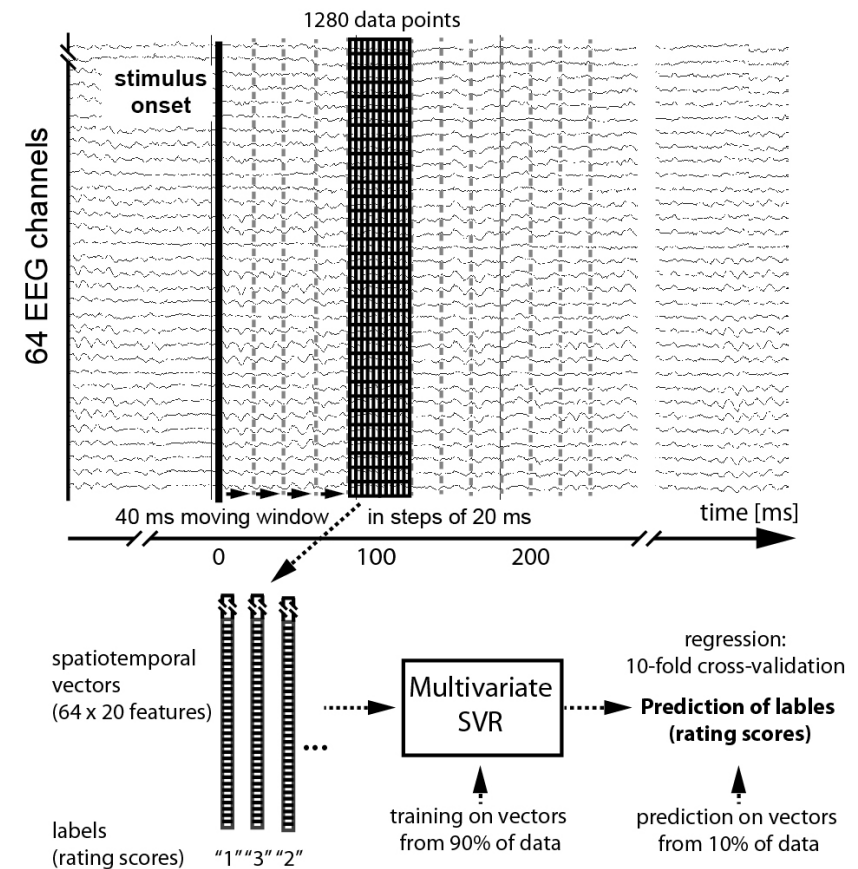 1280 data points
stimulus
onset
64 EEG channels
40 ms moving window in steps of 20 ms
time [ms]
0 100 200
spatiotemporal
vectors
(64 x 20 features)
...
labels
(rating scores)
“1” “3” “2”
Multivariate
SVR
training on vectors
from 90% of data
regression:
10-fold cross-validation
Prediction of lables
(rating scores)
prediction on vectors
from 10% of data